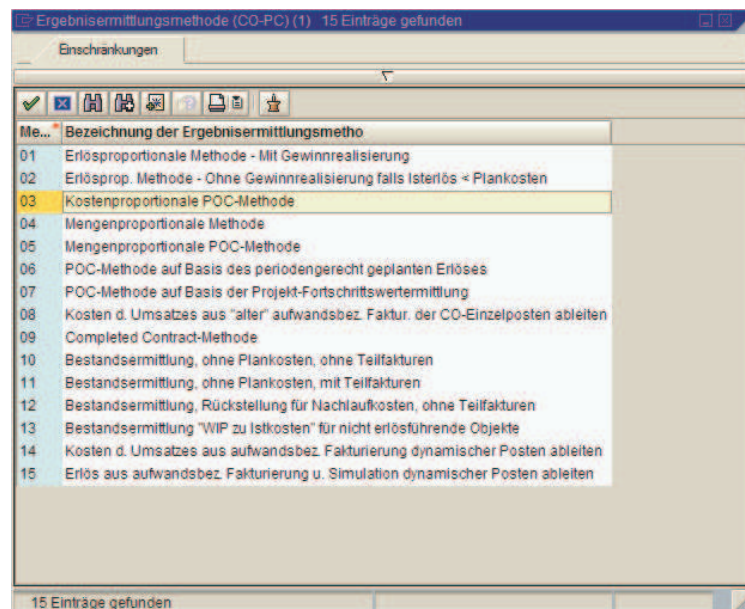 Ergebnisermittlungsmethode (CO-PC) (1) 15 Einträge gefunden
Einschränkungen
Me... Bezeichnung der Ergebnisermittlungsmetho
01 Erlösproportionale Methode - Mit Gewinnrealisierung
02 Erlösprop. Methode - Ohne Gewinnrealisierung falls Isterlös < Plankosten
03 Kostenproportionale POC-Methode
04 Mengenproportionale Methode
05 Mengenproportionale POC-Methode
06 POC-Methode auf Basis des periodengerecht geplanten Erlöses
07 POC-Methode auf Basis der Projekt-Fortschrittswertermittlung
08 Kosten d. Umsatzes aus "alter" aufwandsbez. Faktur. der CO-Einzelposten ableiten
09 Completed Contract-Methode
10 Bestandsermittlung, ohne Plankosten, ohne Teilfakturen
11 Bestandsermittlung, ohne Plankosten, mit Teilfakturen
12 Bestandsermittlung, Rückstellung für Nachlaufkosten, ohne Teilfakturen
13 Bestandsermittlung "WIP zu Istkosten" für nicht erlösführende Objekte
14 Kosten d. Umsatzes aus aufwandsbez. Fakturierung dynamischer Posten ableiten
15 Erlös aus aufwandsbez. Fakturierung u. Simulation dynamischer Posten ableiten
15 Einträge gefunden